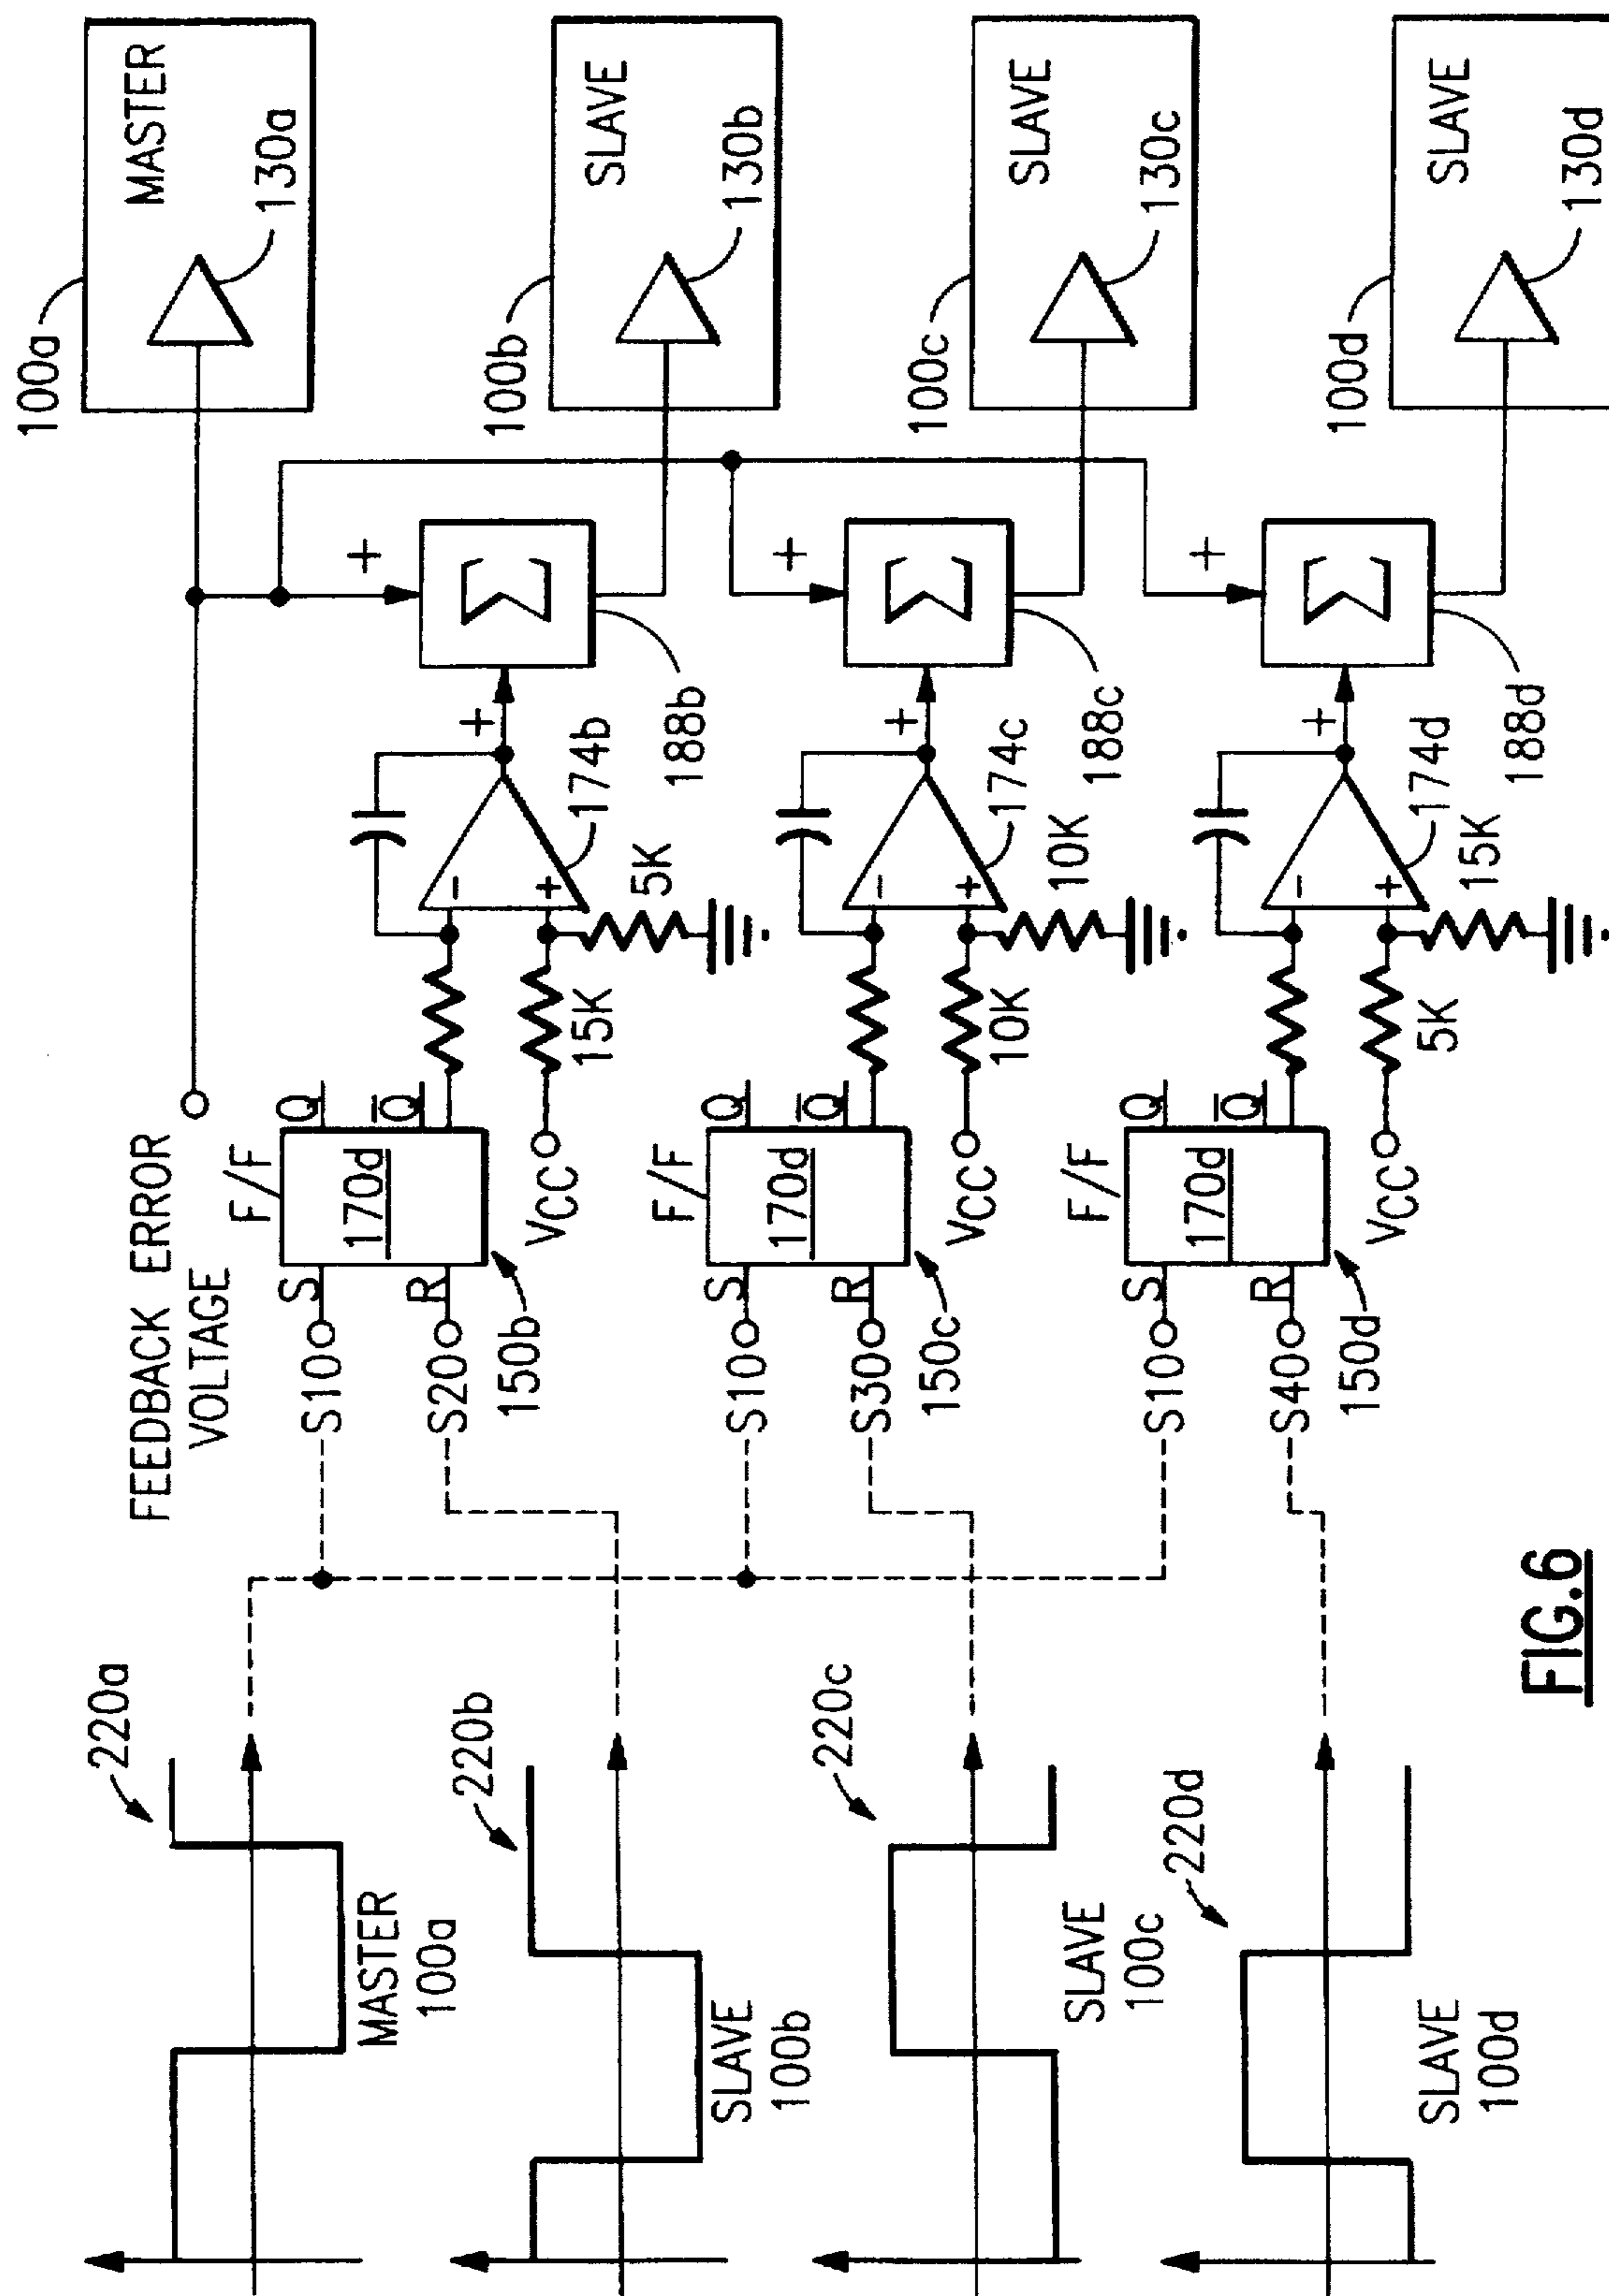 220a
MASTER
100a
220b
SLAVE
100b
220c
SLAVE
100c
220d
SLAVE
100d
FEEDBACK ERROR
VOLTAGE
S10
S20
S
R
F/F
170d
Q
Q̅
150b
VCC
15K
5K
-
+
174b
+
+
Σ
188b
S10
S30
S
R
F/F
170d
Q
Q̅
150c
VCC
10K
10K
-
+
174c
+
+
Σ
188c
S10
S40
S
R
F/F
170d
Q
Q̅
150d
VCC
5K
15K
-
+
174d
+
+
Σ
188d
100a
MASTER
130a
100b
SLAVE
130b
100c
SLAVE
130c
100d
SLAVE
130d
FIG.6